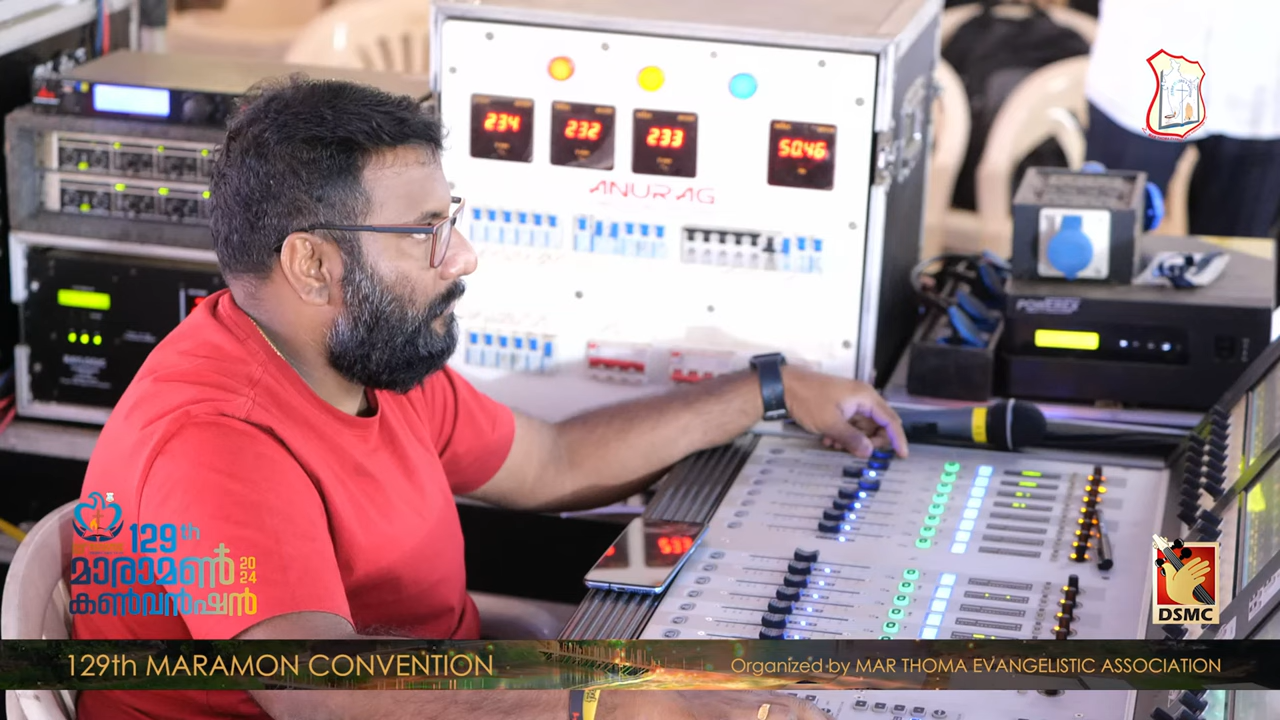 234
232
233
50.46
ANURAG
129th
മാരാമൺ
2024
കൺവൻഷൻ
DSMC
129th MARAMON CONVENTION
Organized by MAR THOMA EVANGELISTIC ASSOCIATION